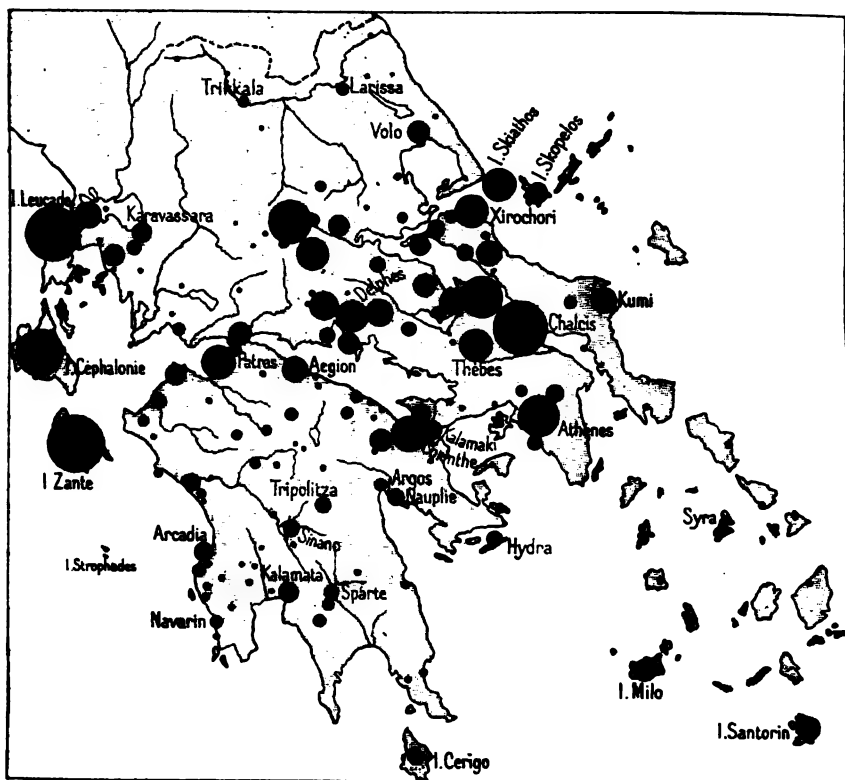 Trikkala
Larissa
Volo
I. Skiathos
I. Skopelos
I. Leucade
Karavassara
Xirochori
Delphes
Kumi
Chalcis
I. Céphalonie
Patras
Aegion
Thèbes
Athènes
Kalamaki
Corinthe
I Zante
Argos
Nauplie
Tripolitza
Syra
Arcadia
Sinano
Hydra
I. Strophades
Kalamata
Sparte
Navarin
I. Milo
I. Santorin
I. Cerigo